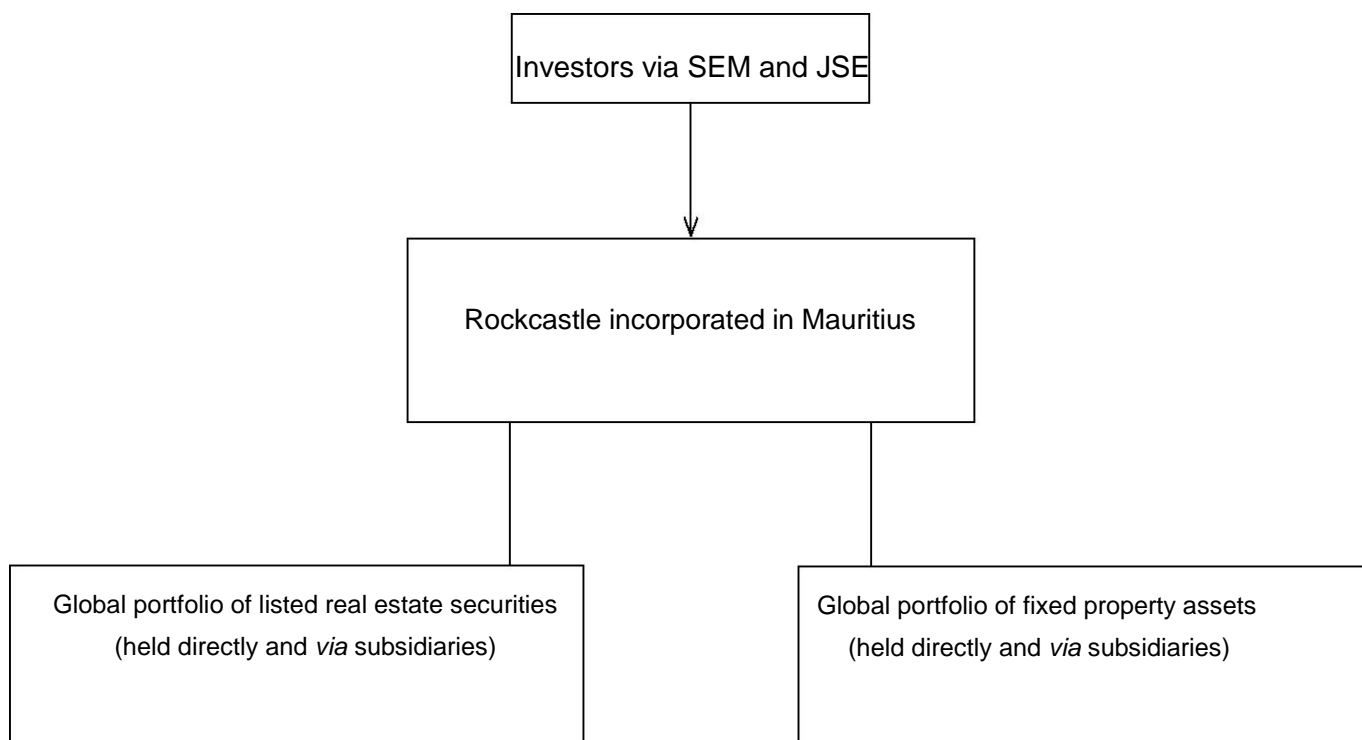 Investors via SEM and JSE
Rockcastle incorporated in Mauritius
Global portfolio of listed real estate securities
(held directly and via subsidiaries)
Global portfolio of fixed property assets
(held directly and via subsidiaries)